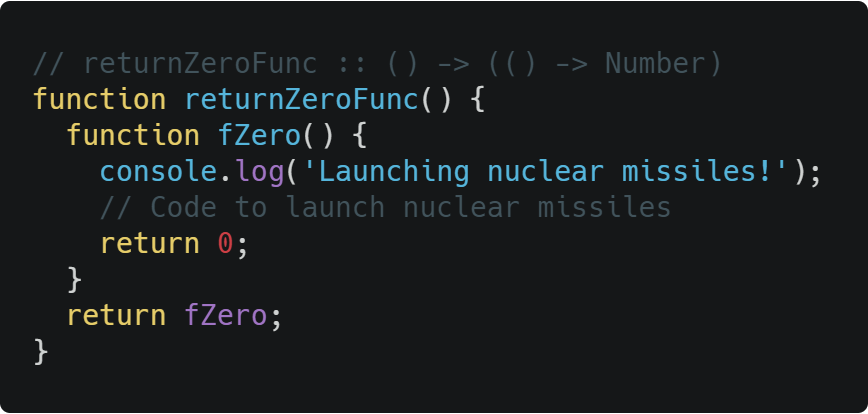 // returnZeroFunc :: () -> (() -> Number)
function returnZeroFunc() {
  function fZero() {
    console.log('Launching nuclear missiles!');
    // Code to launch nuclear missiles
    return 0;
  }
  return fZero;
}